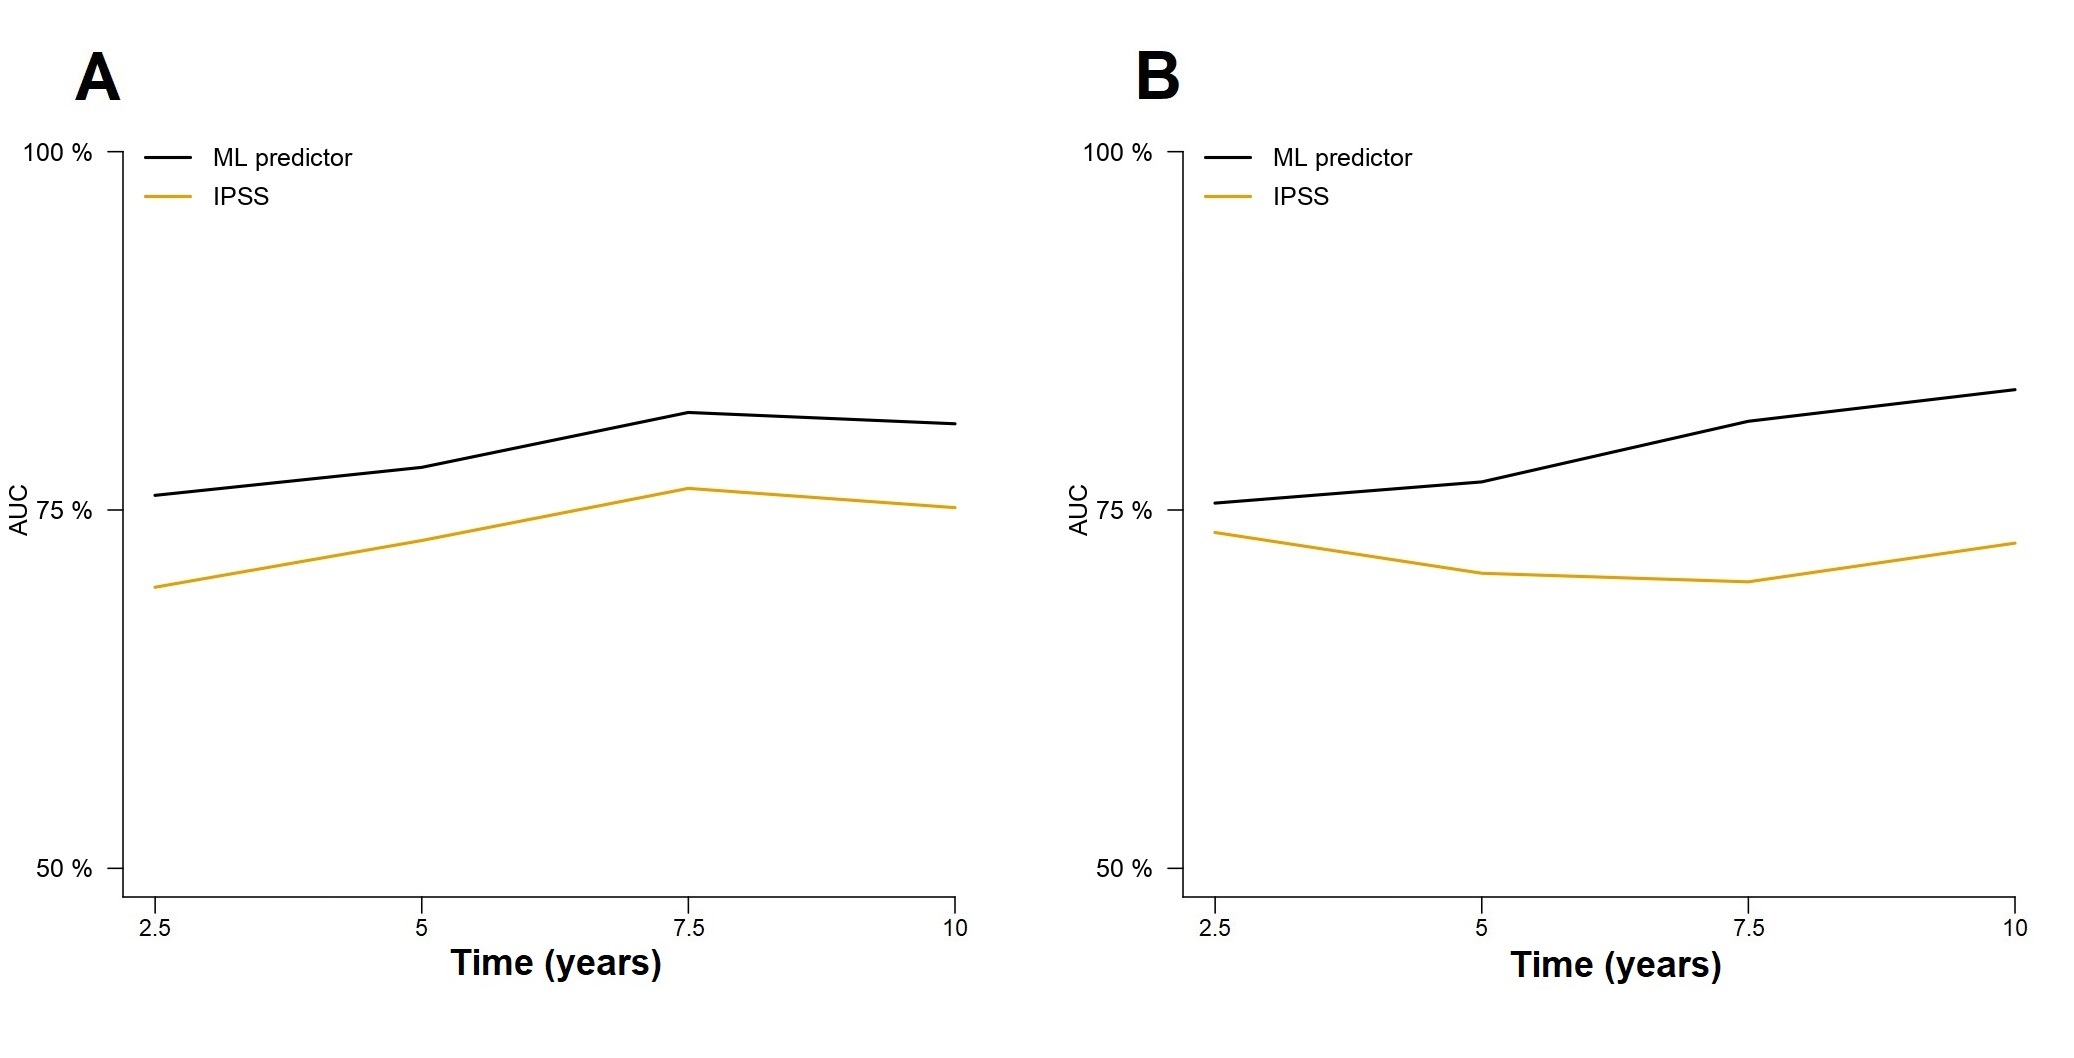 A
100 %
75 %
50 %
AUC
ML predictor
IPSS
2.5 5 7.5 10
Time (years)
B
100 %
75 %
50 %
AUC
ML predictor
IPSS
2.5 5 7.5 10
Time (years)